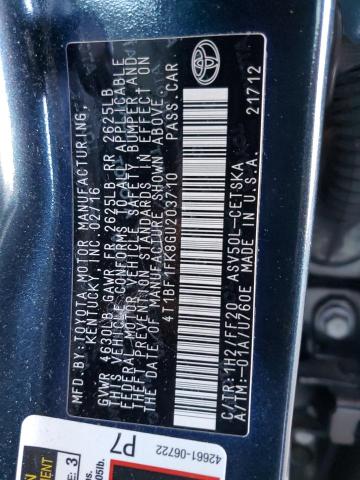 MFD. BY: TOYOTA MOTOR MANUFACTURING,
KENTUCKY, INC. 02/16
GVWR 4630LB GAWR FR 2625LB RR 2625LB
THIS VEHICLE CONFORMS TO ALL APPLICABLE
FEDERAL MOTOR VEHICLE SAFETY BUMPER, AND
THEFT PREVENTION STANDARDS IN EFFECT ON
THE DATE OF MANUFACTURE SHOWN ABOVE.
4T1BF1FK8GU203710 PASS. CAR
C/TR: 1H2/FF20 ASV50L-CETSKA
A/TM: -01A/U760E MADE IN U.S.A.
21712
TOYOTA
42661-06722
P7
3